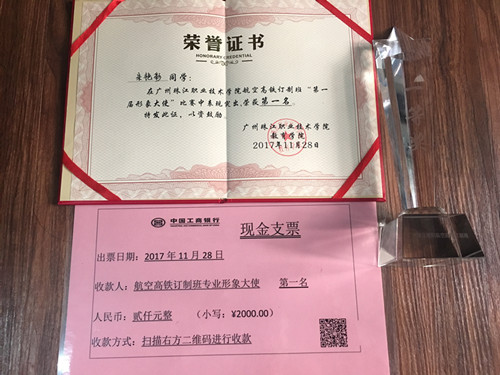 荣誉证书
HONORARY CREDENTIAL
同学：
在广州珠江职业技术学院航空高铁订制班“第一
届形象大使”比赛中表现突出，荣获第一名
特发此证，以资鼓励。
广州珠江职业技术学院
教育学院
2017年11月28日
中国工商银行
现金支票
出票日期：2017 年 11 月 28 日
收款人：航空高铁订制班专业形象大使 第一名
人民币：贰仟元整 （小写：¥2000.00）
收款方式：扫描右方二维码进行收款